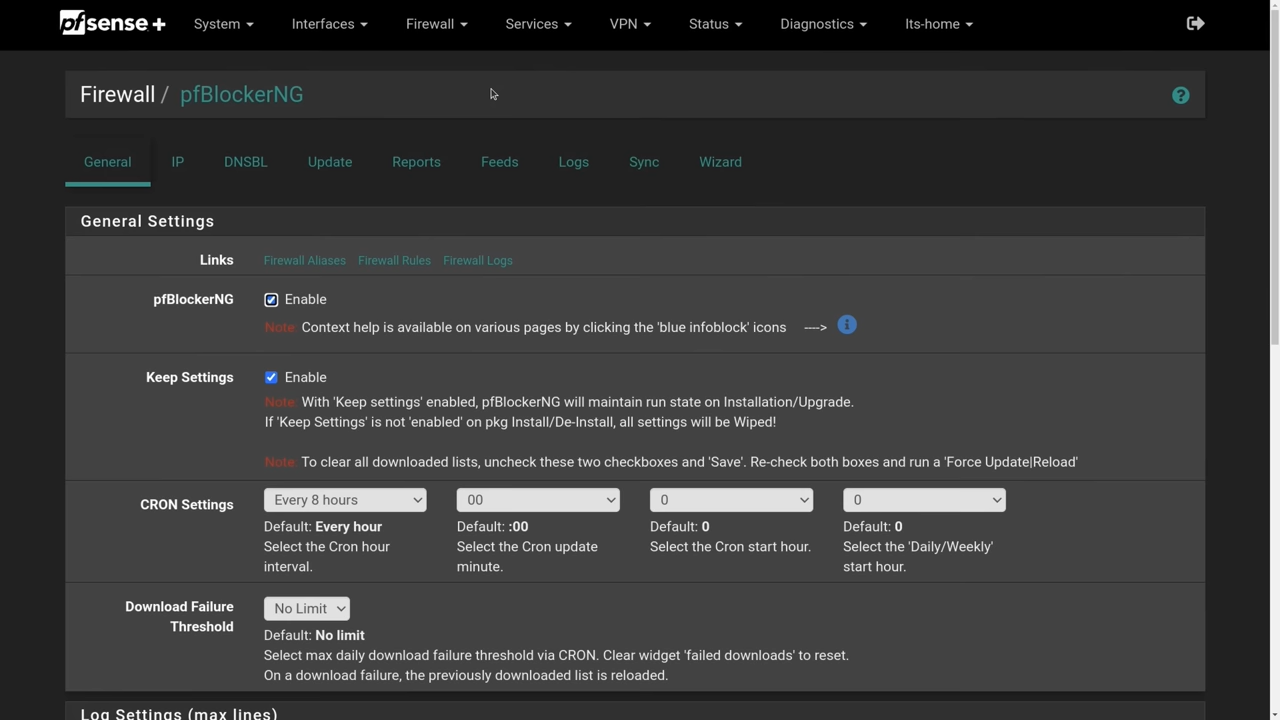 pfsense+ System Interfaces Firewall Services VPN Status Diagnostics Its-home
Firewall / pfBlockerNG ?
General IP DNSBL Update Reports Feeds Logs Sync Wizard
General Settings
Links Firewall Aliases Firewall Rules Firewall Logs
pfBlockerNG Enable
Note: Context help is available on various pages by clicking the 'blue infoblock' icons ----> i
Keep Settings Enable
Note: With 'Keep settings' enabled, pfBlockerNG will maintain run state on Installation/Upgrade.
If 'Keep Settings' is not 'enabled' on pkg Install/De-Install, all settings will be Wiped!
Note: To clear all downloaded lists, uncheck these two checkboxes and 'Save'. Re-check both boxes and run a 'Force Update|Reload'
CRON Settings Every 8 hours 00 0 0
Default: Every hour Default: :00 Default: 0 Default: 0
Select the Cron hour Select the Cron update Select the Cron start hour. Select the 'Daily/Weekly'
interval. minute. start hour.
Download Failure No Limit
Threshold
Default: No limit
Select max daily download failure threshold via CRON. Clear widget 'failed downloads' to reset.
On a download failure, the previously downloaded list is reloaded.
Log Settings (max lines)